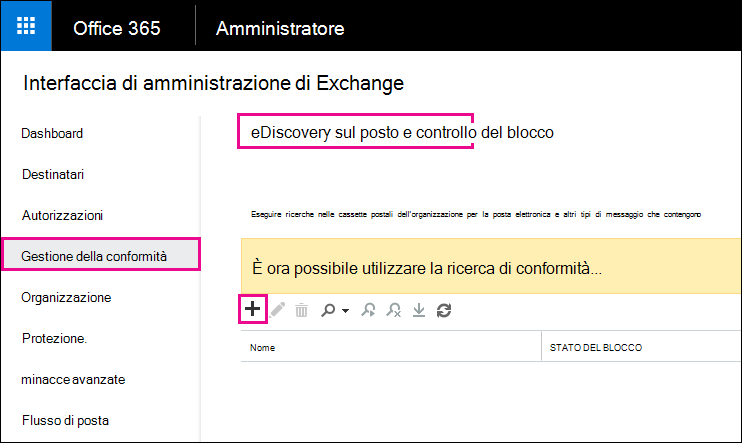 Office 365
Amministratore
Interfaccia di amministrazione di Exchange
Dashboard
Destinatari
Autorizzazioni
Gestione della conformità
Organizzazione
Protezione.
minacce avanzate
Flusso di posta
eDiscovery sul posto e controllo del blocco
Eseguire ricerche nelle cassette postali dell'organizzazione per la posta elettronica e altri tipi di messaggio che contengono
È ora possibile utilizzare la ricerca di conformità...
Nome
STATO DEL BLOCCO